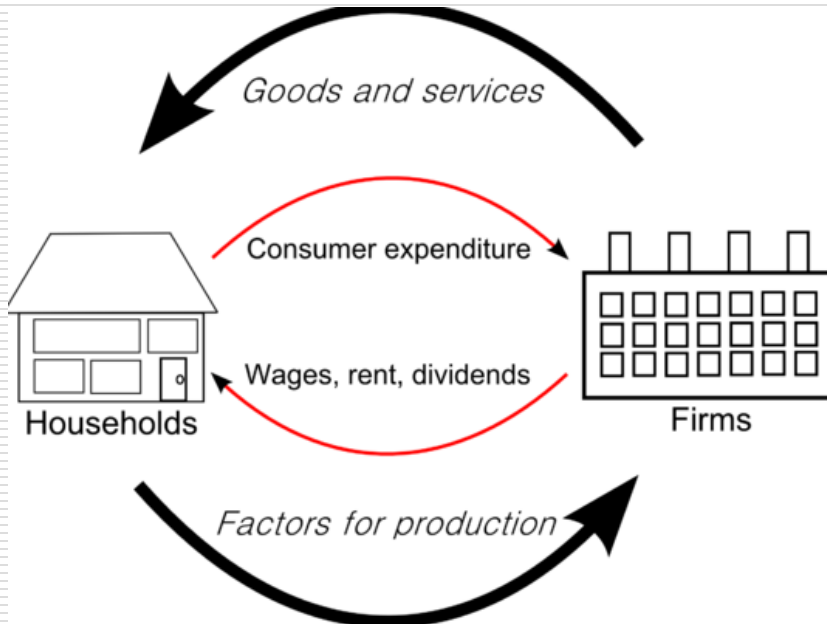 Goods and services
Consumer expenditure
Wages, rent, dividends
Households
Firms
Factors for production